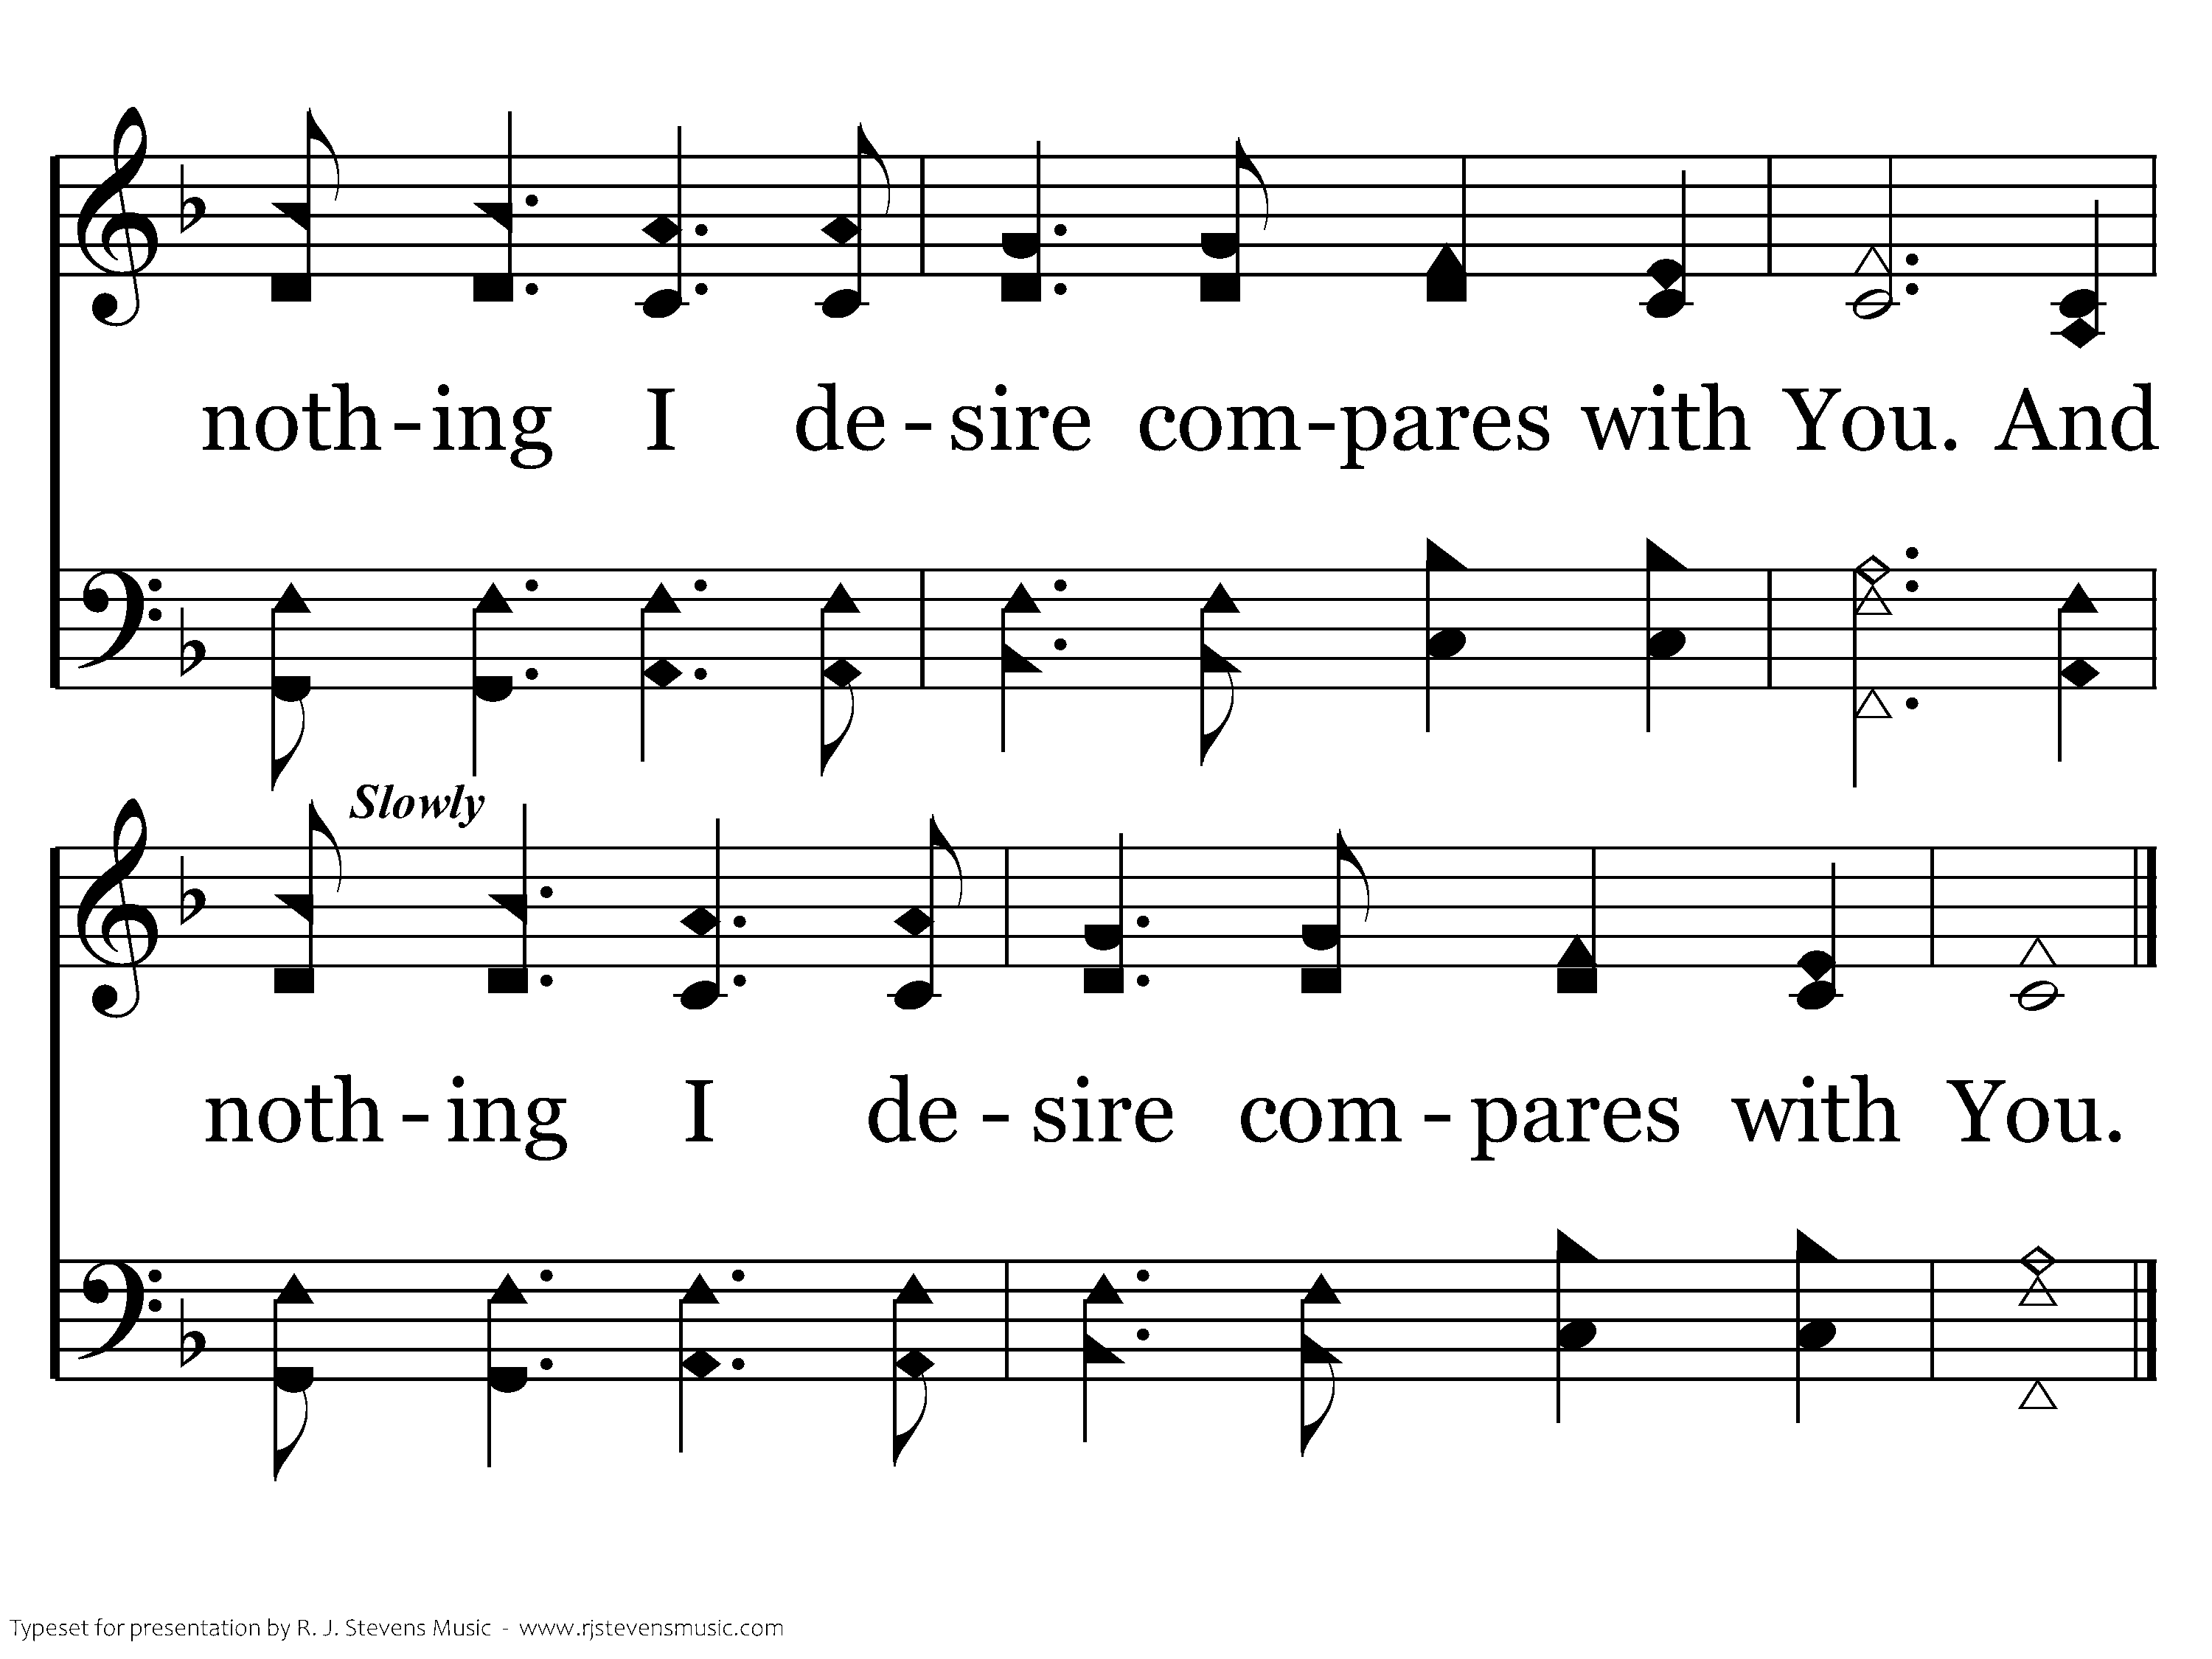 noth - ing I de - sire com - pares with You. And
Slowly
noth - ing I de - sire com - pares with You.
Typeset for presentation by R. J. Stevens Music - www.rjstevensmusic.com